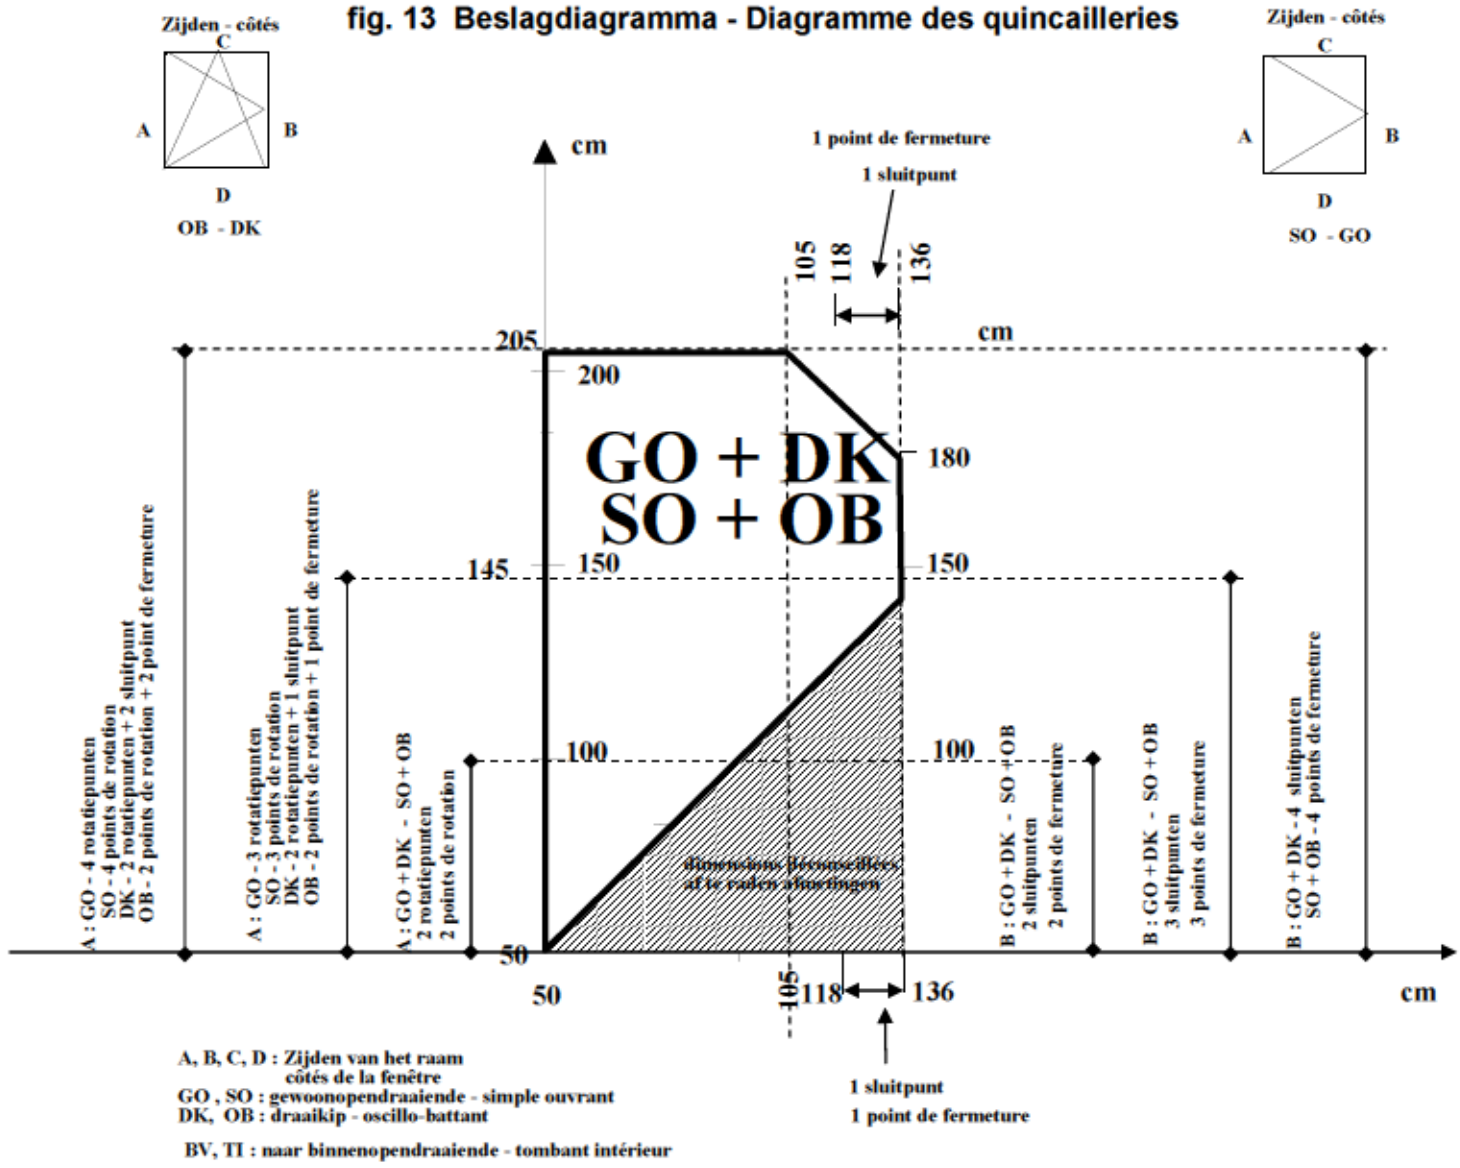 fig. 13 Beslagdiagramma - Diagramme des quincailleries
Zijden - côtés
C
A
B
D
OB - DK
Zijden - côtés
C
A
B
D
SO - GO
cm
1 point de fermeture
1 sluitpunt
105
118
136
cm
205
200
GO + DK
SO + OB
180
145
150
150
100
100
50
dimensions deconseillées
af te raden afmetingen
A : GO - 4 rotatiepunten
SO - 4 points de rotation
DK - 2 rotatiepunten + 2 sluitpunt
OB - 2 points de rotation + 2 point de fermeture
A : GO - 3 rotatiepunten
SO - 3 points de rotation
DK - 2 rotatiepunten + 1 sluitpunt
OB - 2 points de rotation + 1 point de fermeture
A : GO + DK - SO + OB
2 rotatiepunten
2 points de rotation
B : GO + DK - SO + OB
2 sluitpunten
2 points de fermeture
B : GO + DK - SO + OB
3 sluitpunten
3 points de fermeture
B : GO + DK - 4 sluitpunten
SO + OB - 4 points de fermeture
50
105
118
136
cm
1 sluitpunt
1 point de fermeture
A, B, C, D : Zijden van het raam
côtés de la fenêtre
GO , SO : gewoonopendraaiende - simple ouvrant
DK, OB : draaikip - oscillo-battant
BV, TI : naar binnenopendraaiende - tombant intérieur